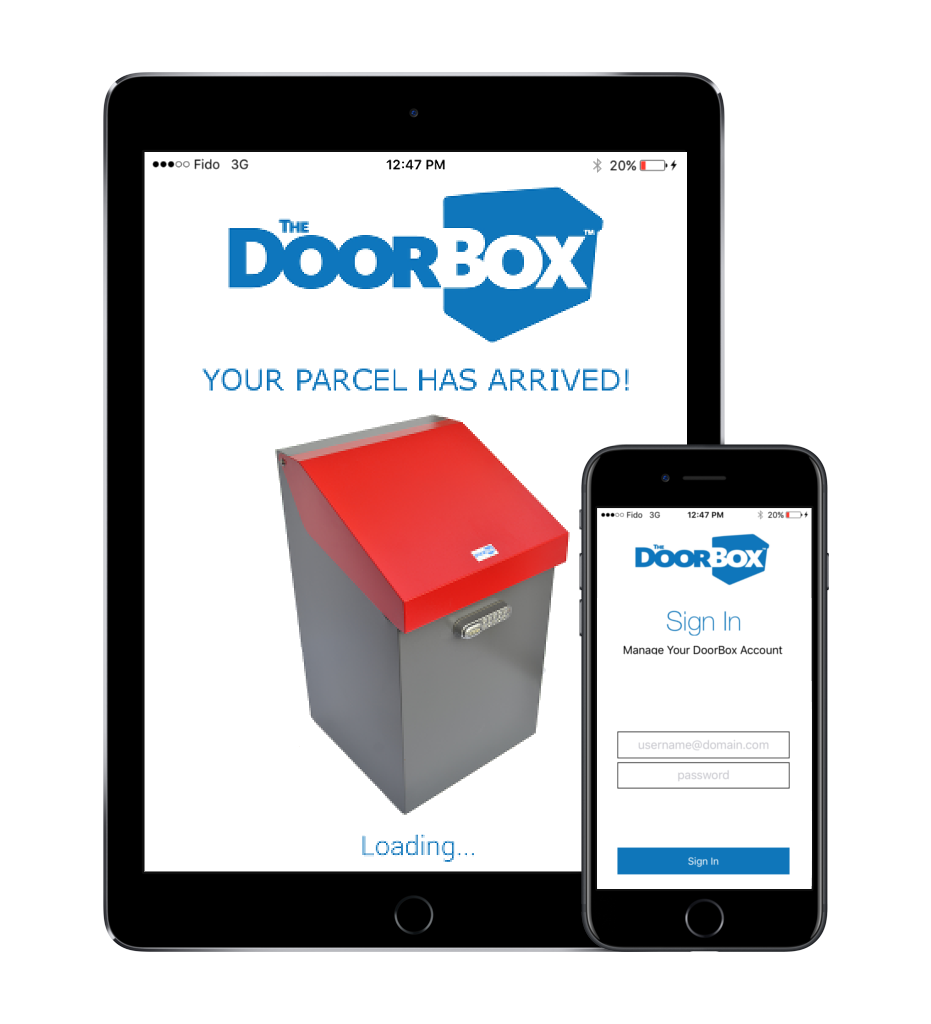 Fido 3G 12:47 PM 20%
THE
DOORBOX™
YOUR PARCEL HAS ARRIVED!
Loading...
Fido 3G 12:47 PM 20%
THE
DOORBOX™
Sign In
Manage Your DoorBox Account
username@domain.com
password
Sign In